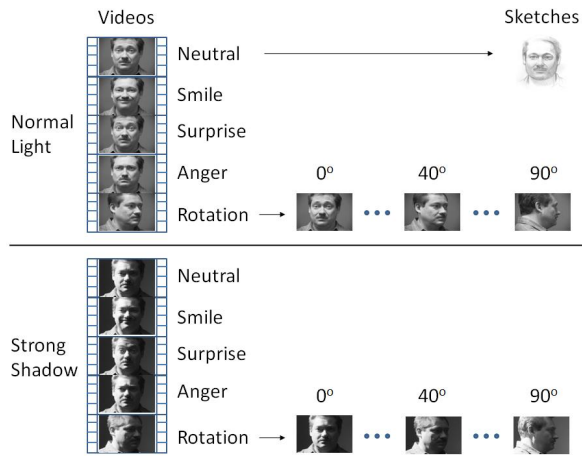 Videos
Sketches
Normal
Light
Neutral
Smile
Surprise
Anger
Rotation
0º
40º
90º
Strong
Shadow
Neutral
Smile
Surprise
Anger
Rotation
0º
40º
90º